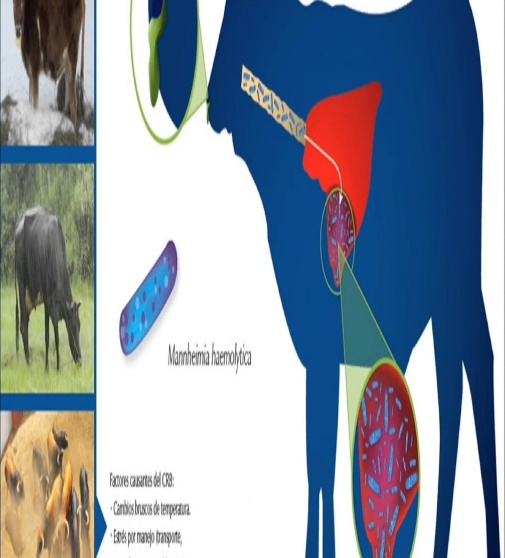 Mannheimia haemolytica
Factores causantes del CRB:
· Cambios bruscos de temperatura.
· Estrés por manejo (transporte,